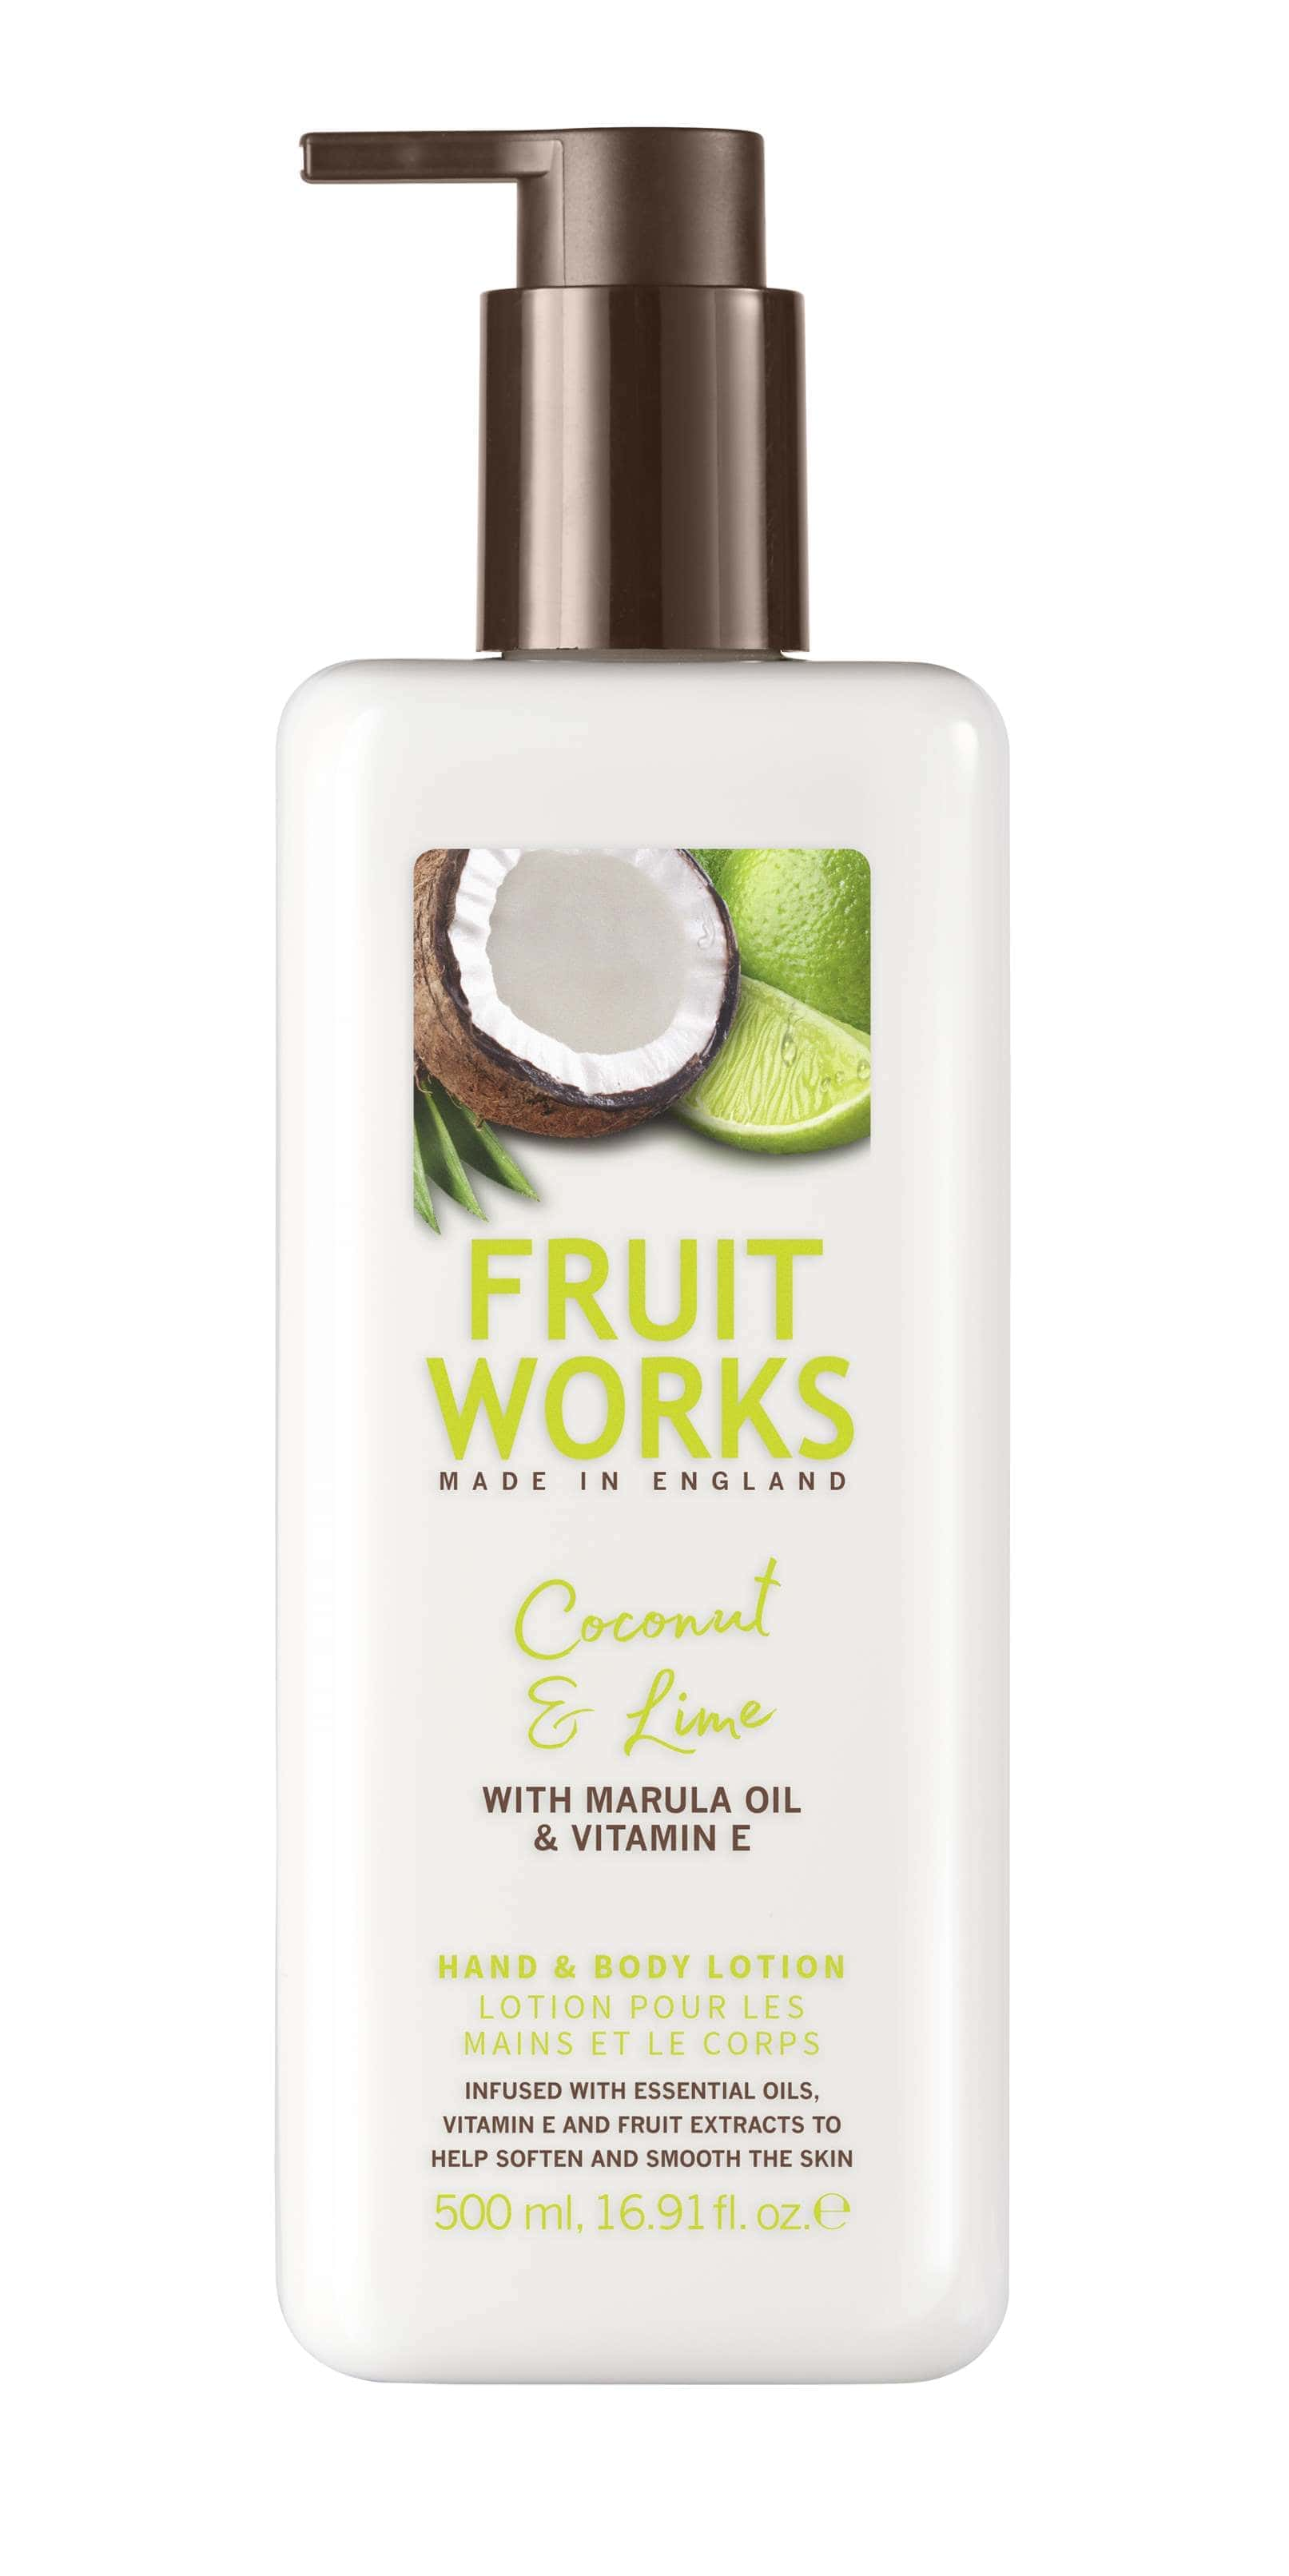 FRUIT
WORKS
MADE IN ENGLAND
Coconut
& Lime
WITH MARULA OIL
& VITAMIN E
HAND & BODY LOTION
LOTION POUR LES
MAINS ET LE CORPS
INFUSED WITH ESSENTIAL OILS,
VITAMIN E AND FRUIT EXTRACTS TO
HELP SOFTEN AND SMOOTH THE SKIN
500 ml, 16.91 fl. oz.℮